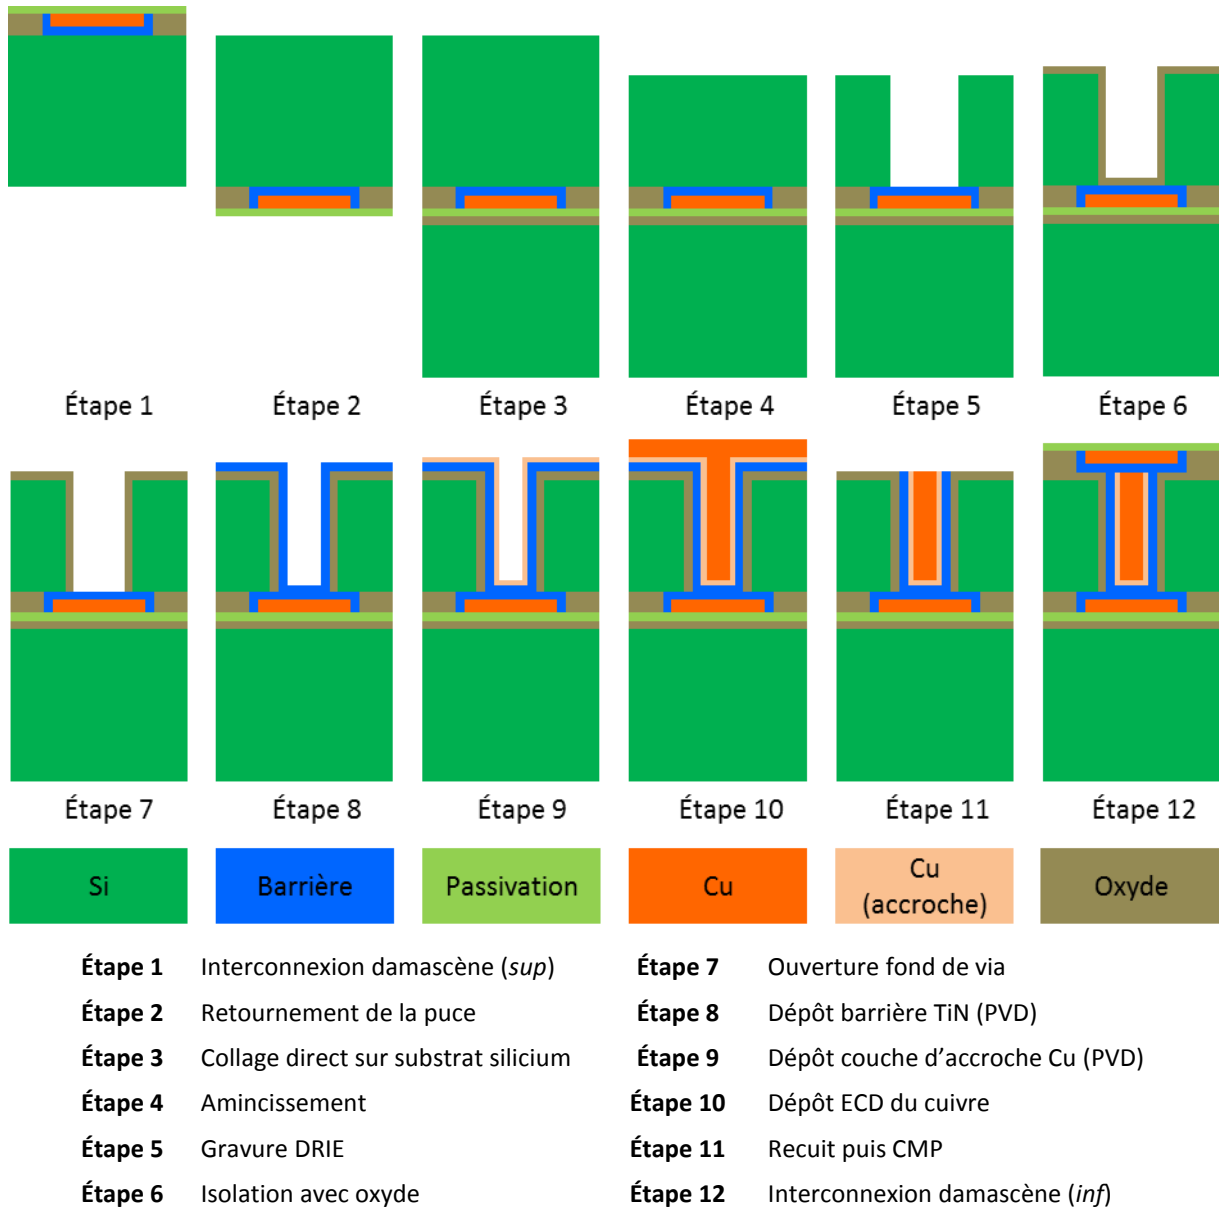 Étape 1 Étape 2 Étape 3 Étape 4 Étape 5 Étape 6
Étape 7 Étape 8 Étape 9 Étape 10 Étape 11 Étape 12
Si Barrière Passivation Cu Cu (accroche) Oxyde
Étape 1 Interconnexion damascène (sup) Étape 7 Ouverture fond de via
Étape 2 Retournement de la puce Étape 8 Dépôt barrière TiN (PVD)
Étape 3 Collage direct sur substrat silicium Étape 9 Dépôt couche d’accroche Cu (PVD)
Étape 4 Amincissement Étape 10 Dépôt ECD du cuivre
Étape 5 Gravure DRIE Étape 11 Recuit puis CMP
Étape 6 Isolation avec oxyde Étape 12 Interconnexion damascène (inf)